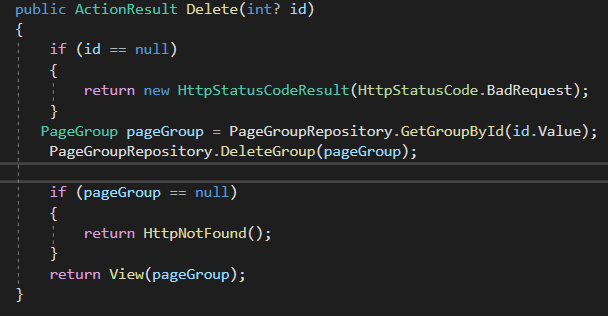 public ActionResult Delete(int? id)
{
if (id == null)
{
return new HttpStatusCodeResult(HttpStatusCode.BadRequest);
}
PageGroup pageGroup = PageGroupRepository.GetGroupById(id.Value);
PageGroupRepository.DeleteGroup(pageGroup);
if (pageGroup == null)
{
return HttpNotFound();
}
return View(pageGroup);
}